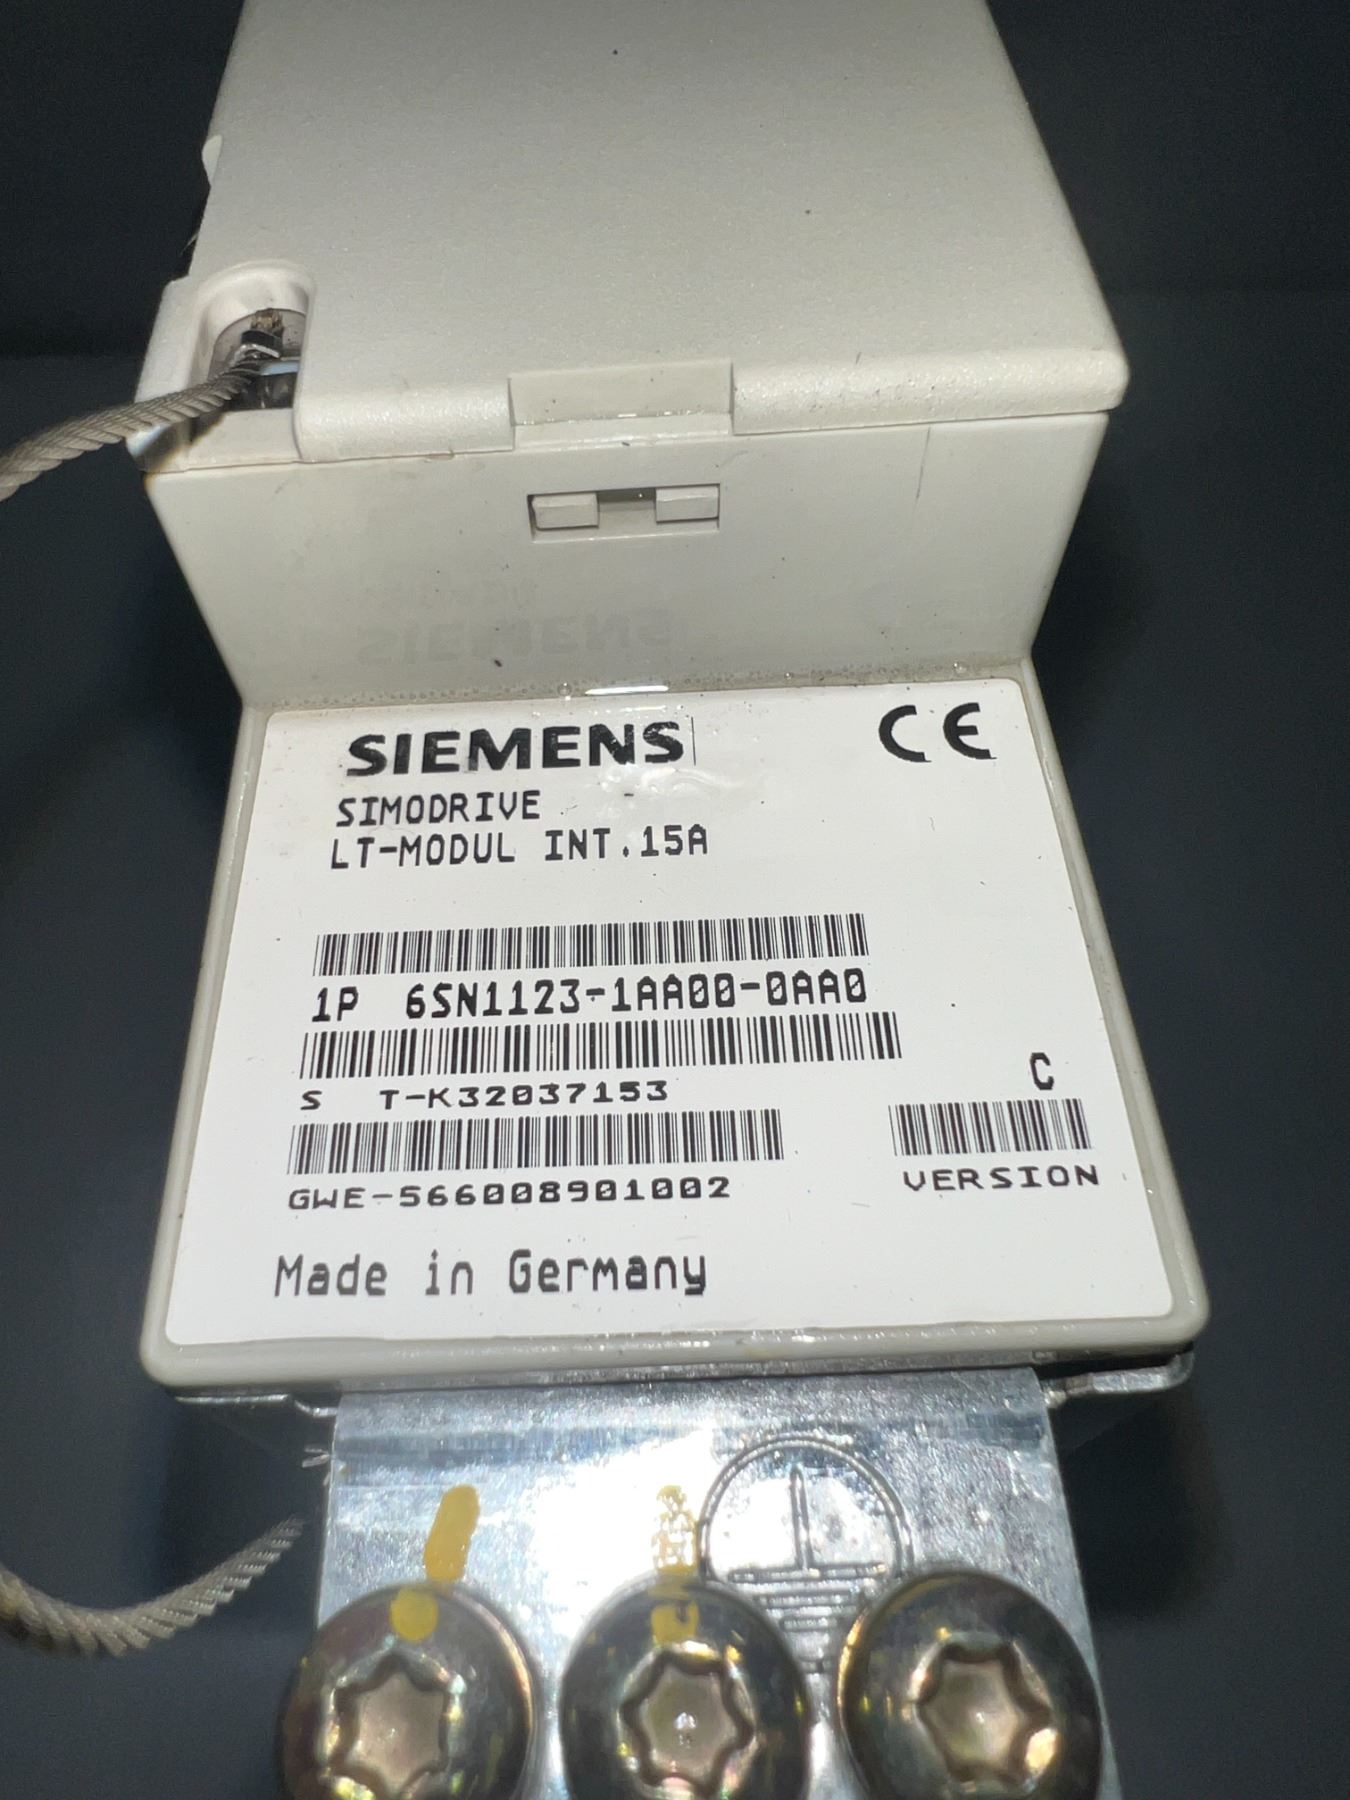 SIEMENS
CE
SIMODRIVE
LT-MODUL INT.15A
1P 6SN1123-1AA00-0AA0
S T-K32037153
C
GWE-566008901002
VERSION
Made in Germany